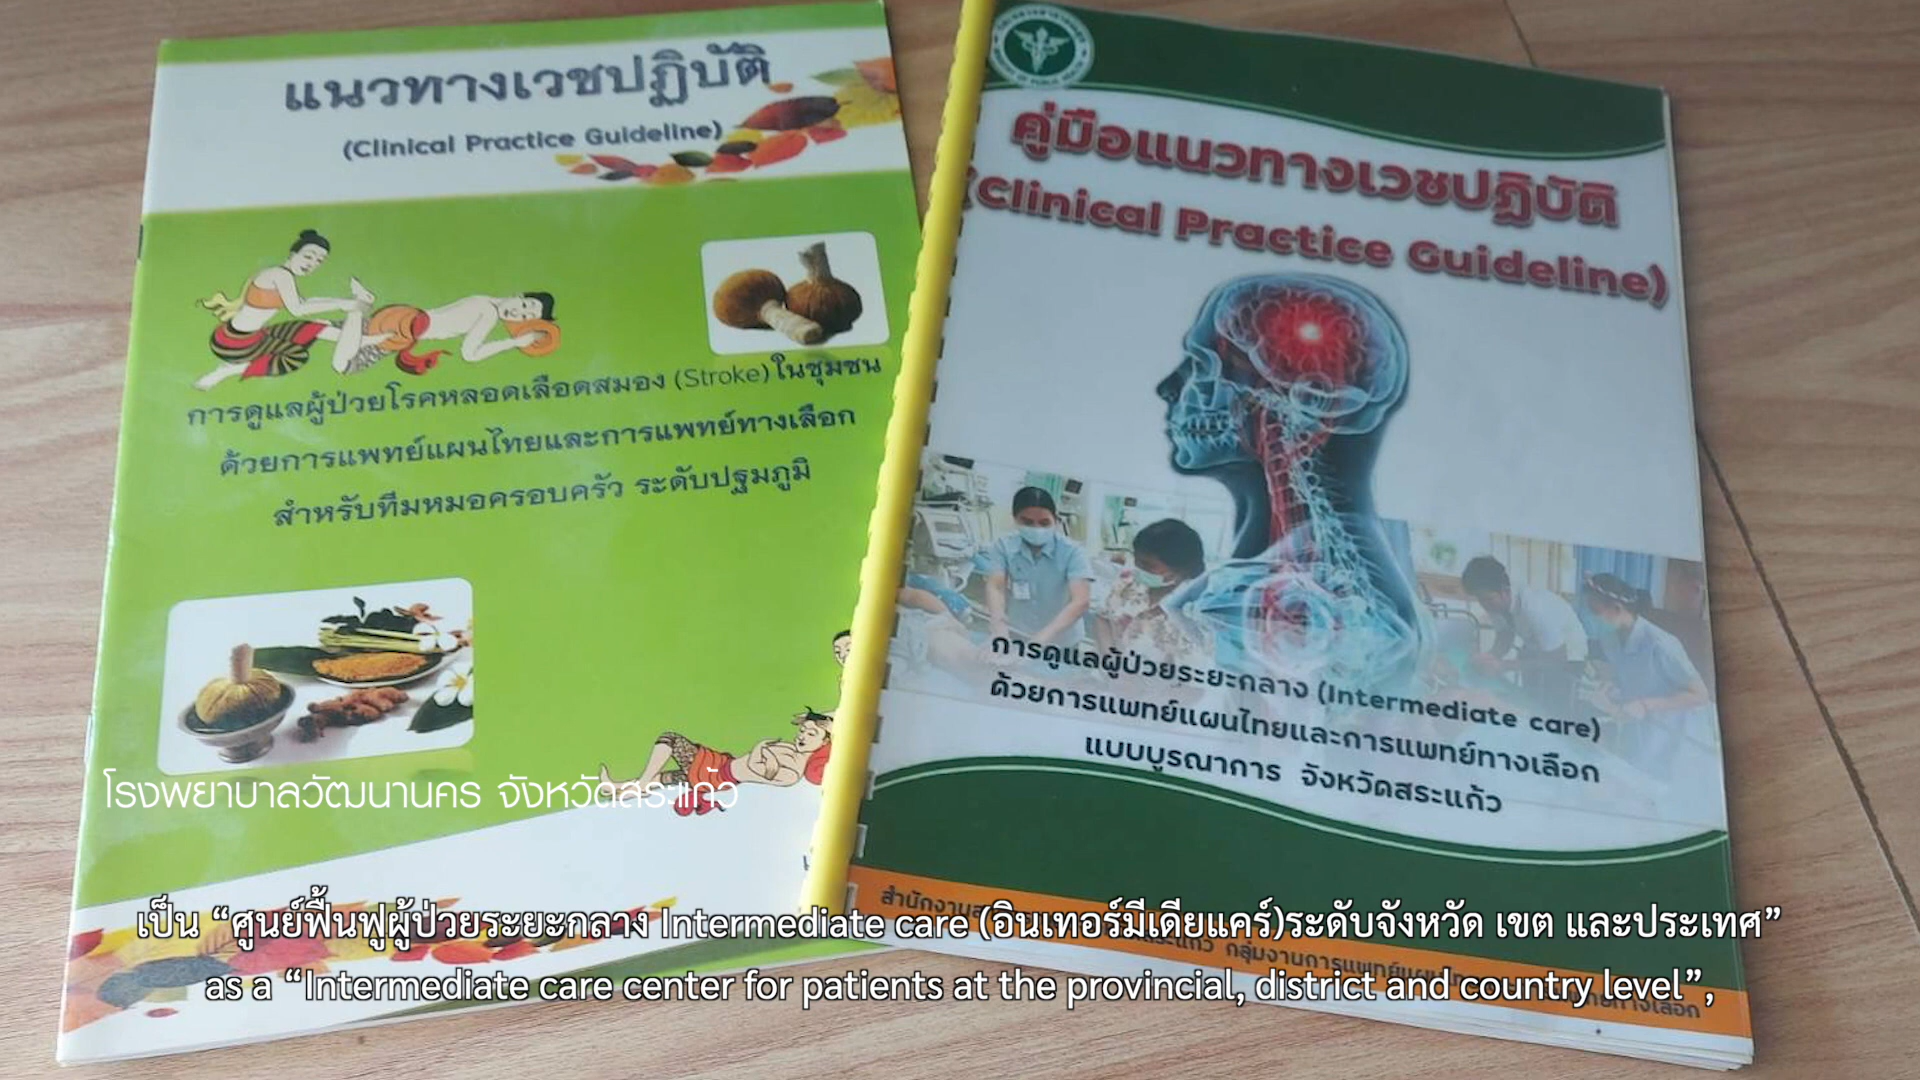 แนวทางเวชปฏิบัติ
(Clinical Practice Guideline)
การดูแลผู้ป่วยโรคหลอดเลือดสมอง (Stroke) ในชุมชน
ด้วยการแพทย์แผนไทยและการแพทย์ทางเลือก
สำหรับทีมหมอครอบครัว ระดับปฐมภูมิ
คู่มือแนวทางเวชปฏิบัติ
(Clinical Practice Guideline)
การดูแลผู้ป่วยระยะกลาง (Intermediate care)
ด้วยการแพทย์แผนไทยและการแพทย์ทางเลือก
แบบบูรณาการ จังหวัดสระแก้ว
โรงพยาบาลวัฒนานคร จังหวัดสระแก้ว
เป็น “ศูนย์ฟื้นฟูผู้ป่วยระยะกลาง Intermediate care (อินเทอร์มีเดียแคร์)ระดับจังหวัด เขต และประเทศ”
as a “Intermediate care center for patients at the provincial, district and country level”,